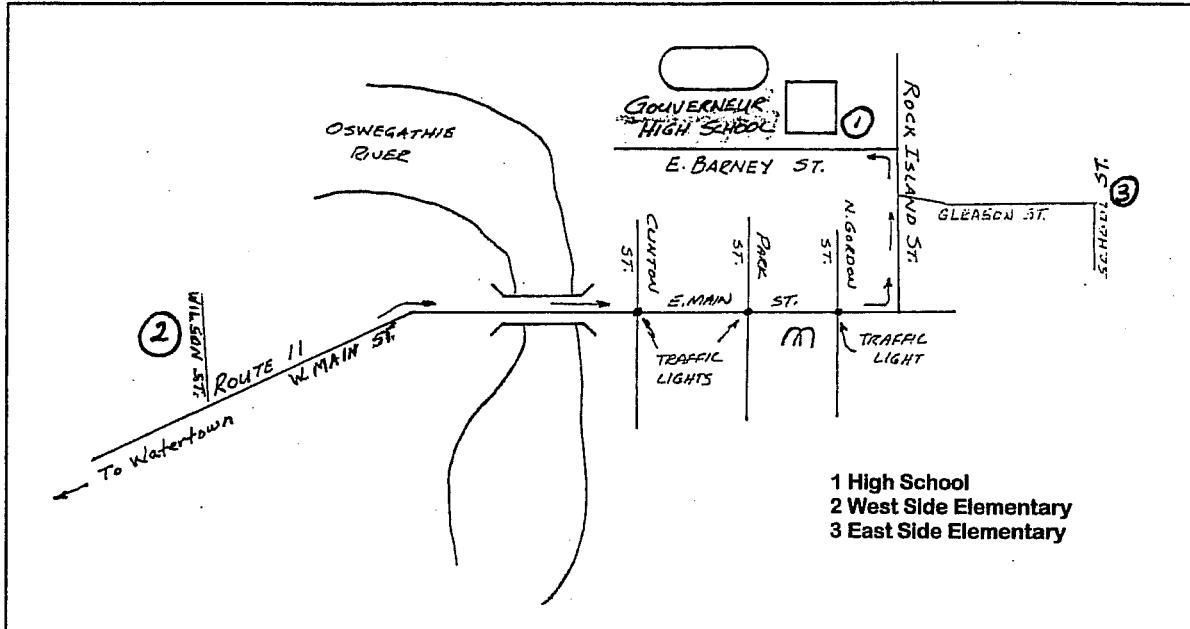 OSWEGATHIE
RIVER
GOUVERNEUR
HIGH SCHOOL
1
E. BARNEY ST.
ROCK ISLAND ST.
GLEASON ST.
ST.
3
CLINTON
ST.
PARK
ST.
N. GORDON
ST.
E. MAIN ST.
TRAFFIC
LIGHTS
TRAFFIC
LIGHT
2
WILSON ST.
ROUTE 11
W. MAIN ST.
To Watertown
1 High School
2 West Side Elementary
3 East Side Elementary